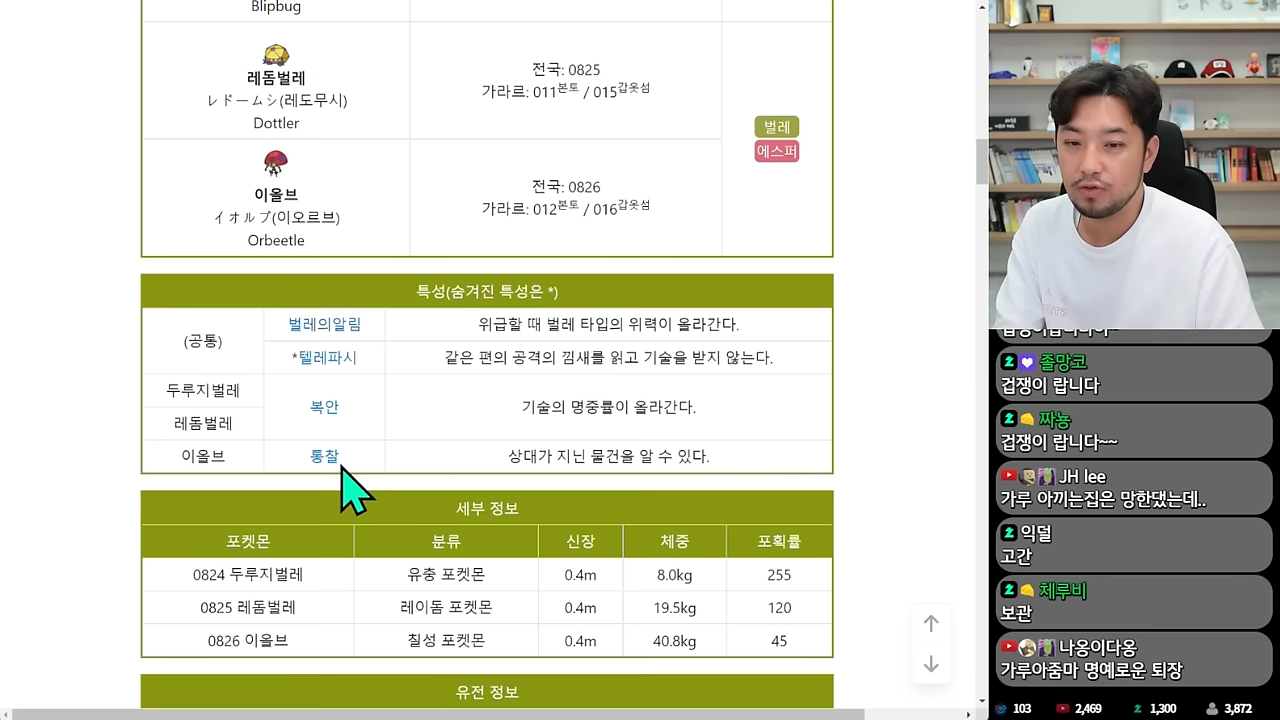 Blipbug
레돔벌레
レドームシ(레도무시)
Dottler
전국: 0825
가라르: 011본토 / 015갑옷섬
벌레
에스퍼
이올브
イオルブ(이오르브)
Orbeetle
전국: 0826
가라르: 012본토 / 016갑옷섬
특성(숨겨진 특성은 *)
(공통)
벌레의알림
위급할 때 벌레 타입의 위력이 올라간다.
*텔레파시
같은 편의 공격의 낌새를 읽고 기술을 받지 않는다.
두루지벌레
레돔벌레
복안
기술의 명중률이 올라간다.
이올브
통찰
상대가 지닌 물건을 알 수 있다.
세부 정보
포켓몬 분류 신장 체중 포획률
0824 두루지벌레 유충 포켓몬 0.4m 8.0kg 255
0825 레돔벌레 레이돔 포켓몬 0.4m 19.5kg 120
0826 이올브 칠성 포켓몬 0.4m 40.8kg 45
유전 정보
졸망코
겁쟁이 랍니다
짜뇽
겁쟁이 랍니다~~
JH lee
가루 아끼는집은 망한댔는데..
익덜
고간
체루비
보관
나옹이다옹
가루아줌마 명예로운 퇴장
103 2,469 1,300 3,872